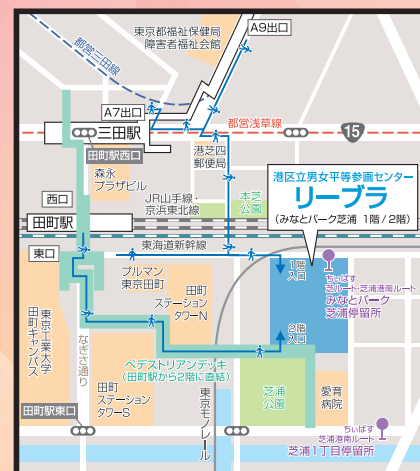 東京都福祉保健局
障害者福祉会館
A9出口
都営三田線
A7出口
三田駅
都営浅草線
15
田町駅西口
港芝四
郵便局
森永
プラザビル
港区立男女平等参画センター
リーブラ
(みなとパーク芝浦 1階/2階)
西口
JR山手線・
京浜東北線
本芝
公園
田町駅
東口
東海道新幹線
プルマン
東京田町
田町
ステーション
タワーN
1階
入口
ちぃばす
芝ルート・芝浦港南ルート
みなとパーク
芝浦停留所
東京工業大学
田町キャンパス
なぎさ通り
2階
入口
ペデストリアンデッキ
(田町駅から2階に直結)
田町
ステーション
タワーS
東京モノレール
芝浦
公園
愛育
病院
田町駅東口
ちぃばす
芝浦港南ルート
芝浦1丁目停留所